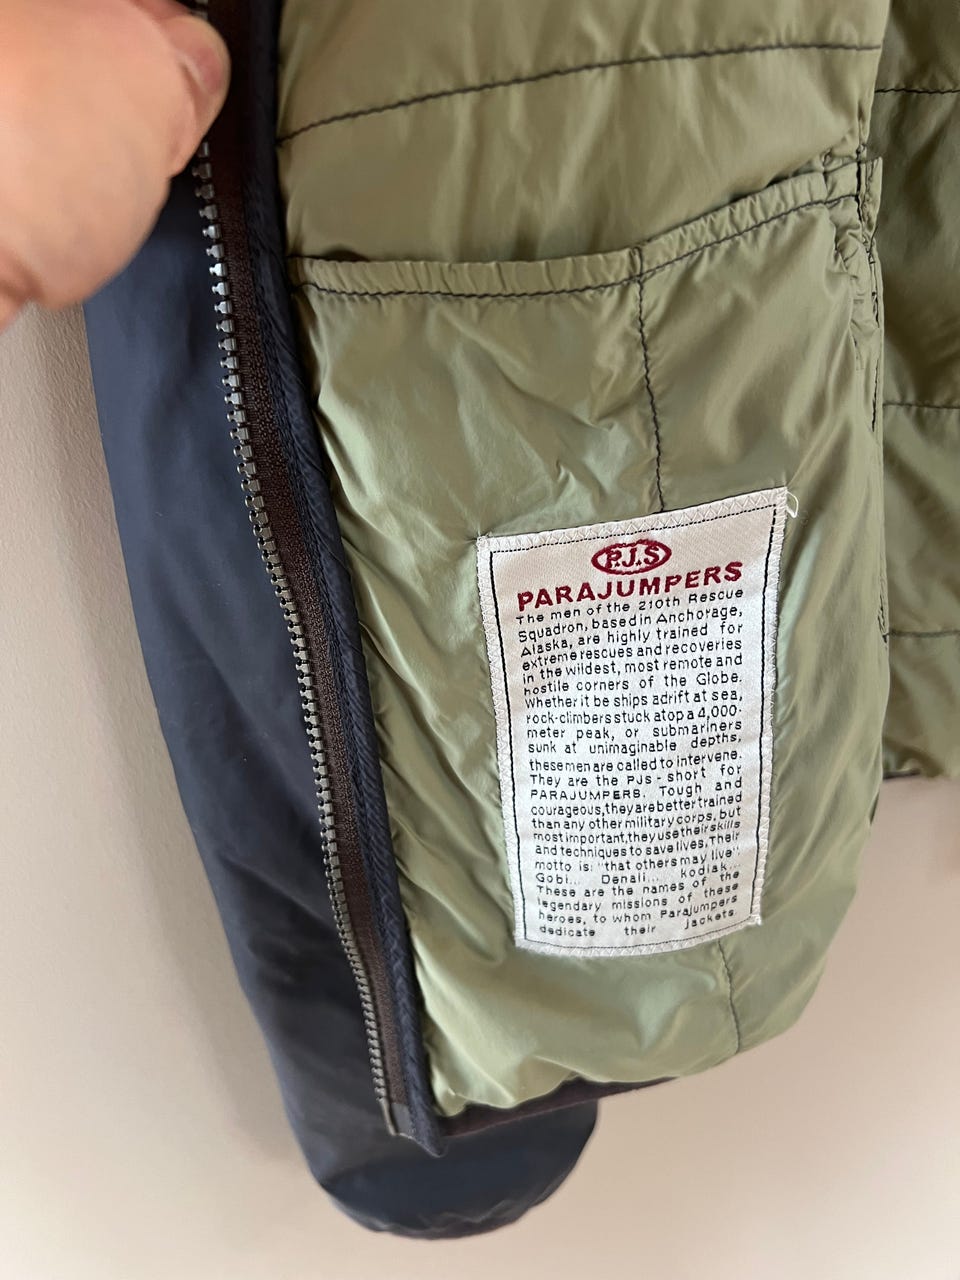 P.J.S
PARAJUMPERS
The men of the 210th Rescue
Squadron, based in Anchorage,
Alaska, are highly trained for
extreme rescues and recoveries
in the wildest, most remote and
hostile corners of the Globe.
Whether it be ships adrift at sea,
rock-climbers stuck atop a 4,000-
meter peak, or submariners
sunk at unimaginable depths,
these men are called to intervene.
They are the PJs - short for
PARAJUMPERS. Tough and
courageous, they are better trained
than any other military corps, but
most important, they use their skills
and techniques to save lives. Their
motto is: "that others may live".
Gobi... Denali... Kodiak...
These are the names of the
legendary missions of these
heroes, to whom Parajumpers
dedicate their jackets.